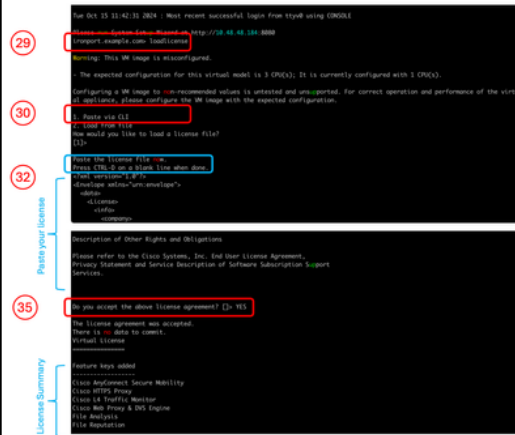 Tue Oct 15 11:42:31 2024 : Most recent successful login from ttyv0 using CONSOLE
Please run System Setup Wizard at http://10.48.48.184:8080
29
ironport.example.com> loadlicense
Warning: This VM image is misconfigured.
- The expected configuration for this virtual model is 3 CPU(s); It is currently configured with 1 CPU(s).
Configuring a VM image to non-recommended values is untested and unsupported. For correct operation and performance of the virtu
al appliance, please configure the VM image with the expected configuration.
30
1. Paste via CLI
2. Load from file
How would you like to load a license file?
[1]>
32
Paste the license file now.
Press CTRL-D on a blank line when done.
<?xml version="1.0"?>
<Envelope xmlns="urn:envelope">
<data>
<License>
<info>
<company>
Paste your license
Description of Other Rights and Obligations
Please refer to the Cisco Systems, Inc. End User License Agreement,
Privacy Statement and Service Description of Software Subscription Support
Services.
35
Do you accept the above license agreement? []> YES
The license agreement was accepted.
There is no data to commit.
Virtual License
===============
Feature keys added
------------------
Cisco AnyConnect Secure Mobility
Cisco HTTPS Proxy
Cisco L4 Traffic Monitor
Cisco Web Proxy & DVS Engine
File Analysis
File Reputation
License Summary